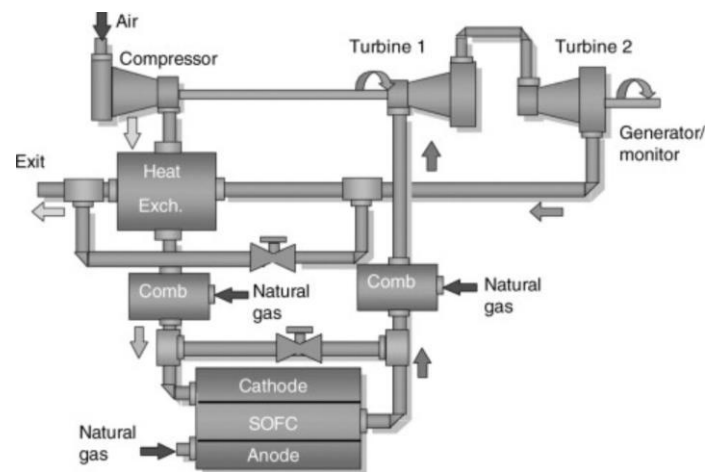 Air
Compressor
Turbine 1
Turbine 2
Generator/
monitor
Exit
Heat
Exch.
Comb
Natural
gas
Comb
Natural
gas
Cathode
SOFC
Anode
Natural
gas